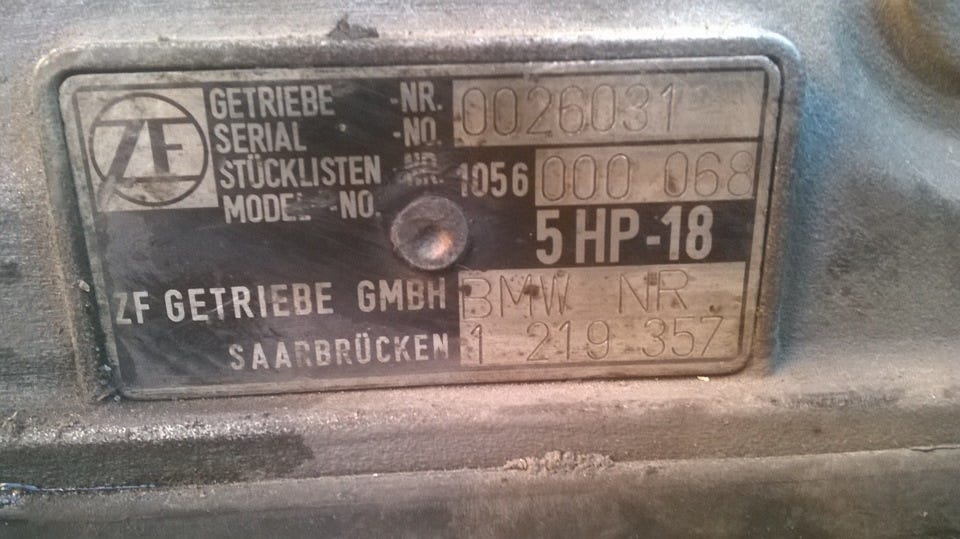 ZF
GETRIEBE -NR. 0026031
SERIAL -NO.
STÜCKLISTEN -NR. 1056 000 068
MODEL -NO.
5 HP-18
ZF GETRIEBE GMBH BMW NR
SAARBRÜCKEN 1 219 357